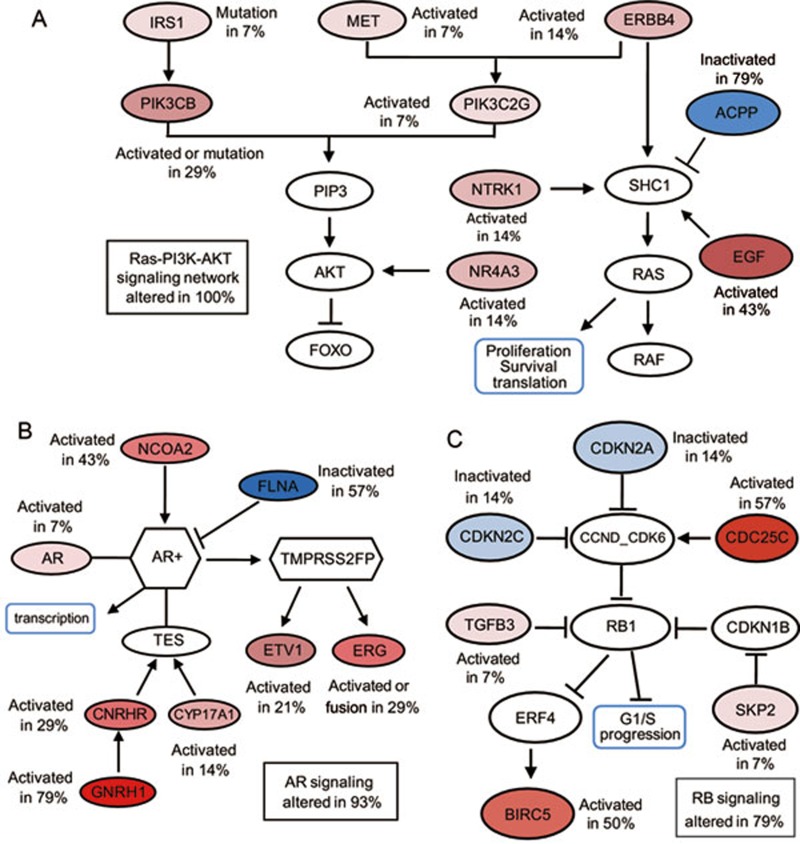 A
IRS1
Mutation
in 7%
MET
Activated
in 7%
Activated
in 14%
ERBB4
Inactivated
in 79%
ACPP
PIK3CB
Activated
in 7%
PIK3C2G
Activated or mutation
in 29%
PIP3
NTRK1
Activated
in 14%
SHC1
Ras-PI3K-AKT
signaling network
altered in 100%
AKT
NR4A3
Activated
in 14%
RAS
EGF
Activated
in 43%
FOXO
Proliferation
Survival
translation
RAF
B
Activated
in 43%
NCOA2
FLNA
Inactivated
in 57%
Activated
in 7%
AR
AR+
TMPRSS2FP
transcription
TES
ETV1
ERG
Activated
in 21%
Activated or
fusion in 29%
Activated
in 29%
CNRHR
CYP17A1
Activated
in 14%
Activated
in 79%
GNRH1
AR signaling
altered in 93%
C
CDKN2A
Inactivated
in 14%
Inactivated
in 14%
CDKN2C
CCND_CDK6
Activated
in 57%
CDC25C
TGFB3
Activated
in 7%
RB1
CDKN1B
ERF4
G1/S
progression
SKP2
Activated
in 7%
BIRC5
Activated
in 50%
RB signaling
altered in 79%